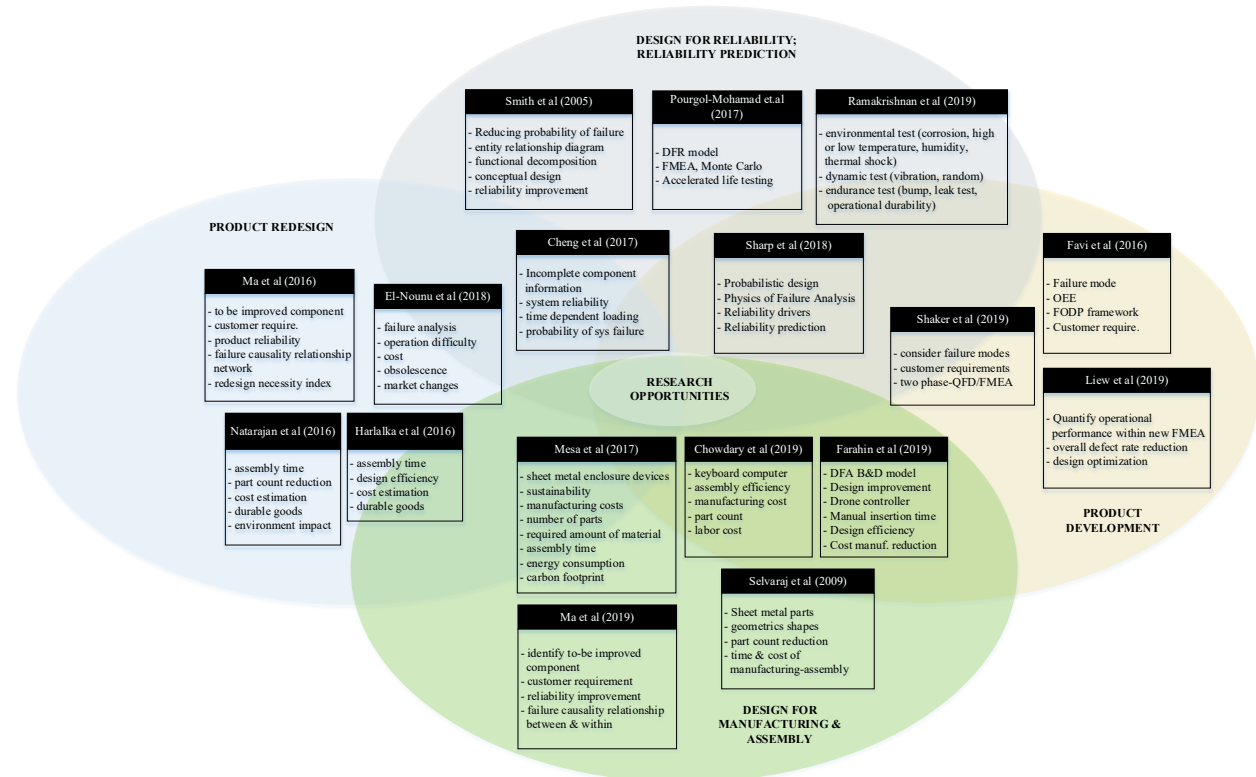 DESIGN FOR RELIABILITY;
RELIABILITY PREDICTION
Smith et al (2005)
- Reducing probability of failure
- entity relationship diagram
- functional decomposition
- conceptual design
- reliability improvement
Pourgol-Mohamad et.al
(2017)
- DFR model
- FMEA, Monte Carlo
- Accelerated life testing
Ramakrishnan et al (2019)
- environmental test (corrosion, high
or low temperature, humidity,
thermal shock)
- dynamic test (vibration, random)
- endurance test (bump, leak test,
operational durability)
PRODUCT REDESIGN
Ma et al (2016)
- to be improved component
- customer require.
- product reliability
- failure causality relationship
network
- redesign necessity index
El-Nounu et al (2018)
- failure analysis
- operation difficulty
- cost
- obsolescence
- market changes
Cheng et al (2017)
- Incomplete component
information
- system reliability
- time dependent loading
- probability of sys failure
Sharp et al (2018)
- Probabilistic design
- Physics of Failure Analysis
- Reliability drivers
- Reliability prediction
Shaker et al (2019)
- consider failure modes
- customer requirements
- two phase-QFD/FMEA
Favi et al (2016)
- Failure mode
- OEE
- FODP framework
- Customer require.
Liew et al (2019)
- Quantify operational
performance within new FMEA
- overall defect rate reduction
- design optimization
PRODUCT
DEVELOPMENT
RESEARCH
OPPORTUNITIES
Natarajan et al (2016)
- assembly time
- part count reduction
- cost estimation
- durable goods
- environment impact
Harlalka et al (2016)
- assembly time
- design efficiency
- cost estimation
- durable goods
Mesa et al (2017)
- sheet metal enclosure devices
- sustainability
- manufacturing costs
- number of parts
- required amount of material
- assembly time
- energy consumption
- carbon footprint
Chowdary et al (2019)
- keyboard computer
- assembly efficiency
- manufacturing cost
- part count
- labor cost
Farahin et al (2019)
- DFA B&D model
- Design improvement
- Drone controller
- Manual insertion time
- Design efficiency
- Cost manuf. reduction
Selvaraj et al (2009)
- Sheet metal parts
- geometrics shapes
- part count reduction
- time & cost of
manufacturing-assembly
Ma et al (2019)
- identify to-be improved
component
- customer requirement
- reliability improvement
- failure causality relationship
between & within
DESIGN FOR
MANUFACTURING &
ASSEMBLY